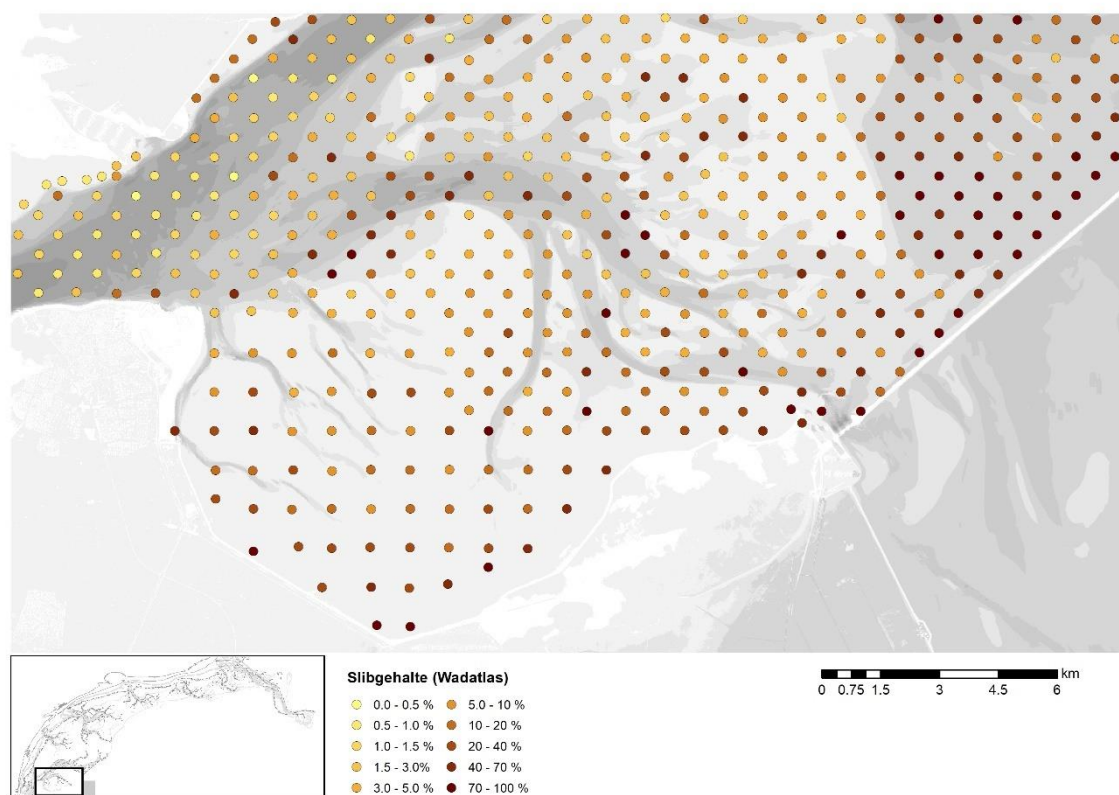 Slibgehalte (Wadatlas)
0.0 - 0.5 %
0.5 - 1.0 %
1.0 - 1.5 %
1.5 - 3.0%
3.0 - 5.0 %
5.0 - 10 %
10 - 20 %
20 - 40 %
40 - 70 %
70 - 100 %
km
0 0.75 1.5 3 4.5 6